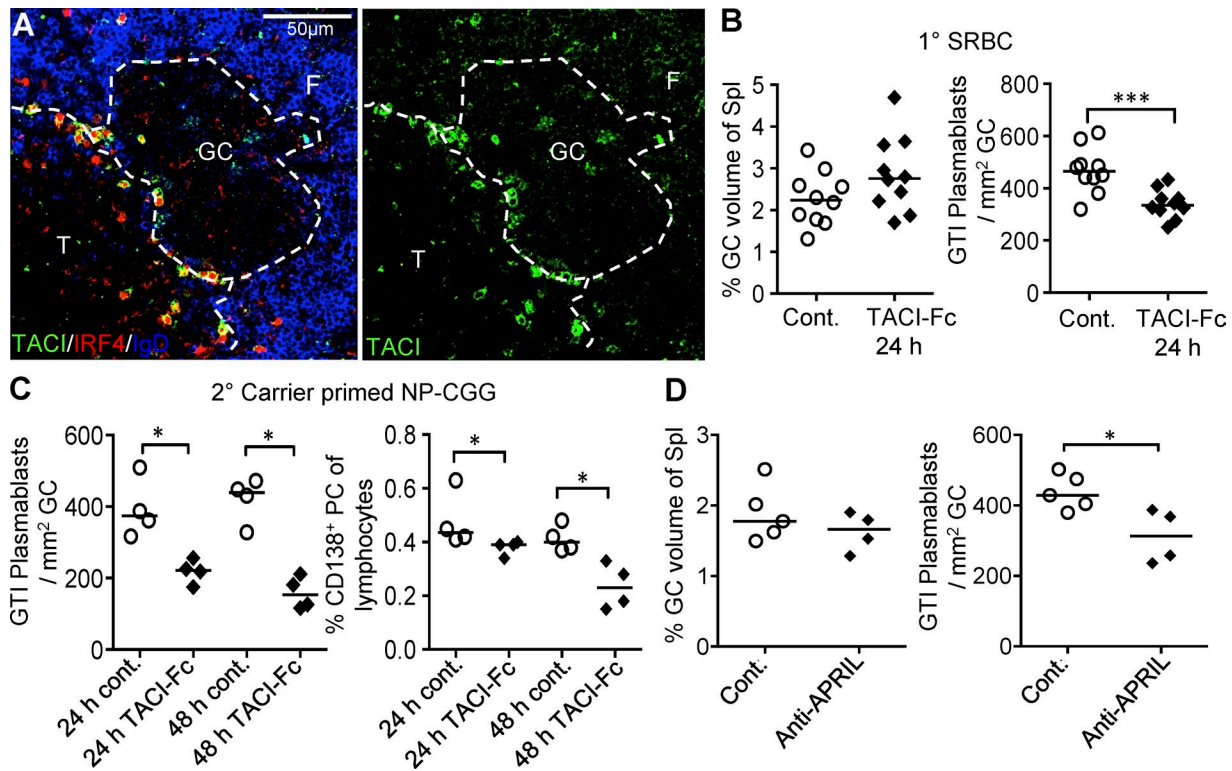 A
50µm
F
GC
T
TACI/IRF4/IgD
F
GC
T
TACI
B
1° SRBC
% GC volume of Spl
5
4
3
2
1
0
Cont.
TACI-Fc
24 h
GTI Plasmablasts
/ mm² GC
800
600
400
200
0
***
Cont.
TACI-Fc
24 h
C
2° Carrier primed NP-CGG
GTI Plasmablasts
/ mm² GC
600
400
200
0
*
*
24 h cont.
24 h TACI-Fc
48 h cont.
48 h TACI-Fc
% CD138⁺ PC of
lymphocytes
0.8
0.6
0.4
0.2
0.0
*
*
24 h cont.
24 h TACI-Fc
48 h cont.
48 h TACI-Fc
D
% GC volume of Spl
3
2
1
0
Cont.
Anti-APRIL
GTI Plasmablasts
/ mm² GC
600
400
200
0
*
Cont.
Anti-APRIL